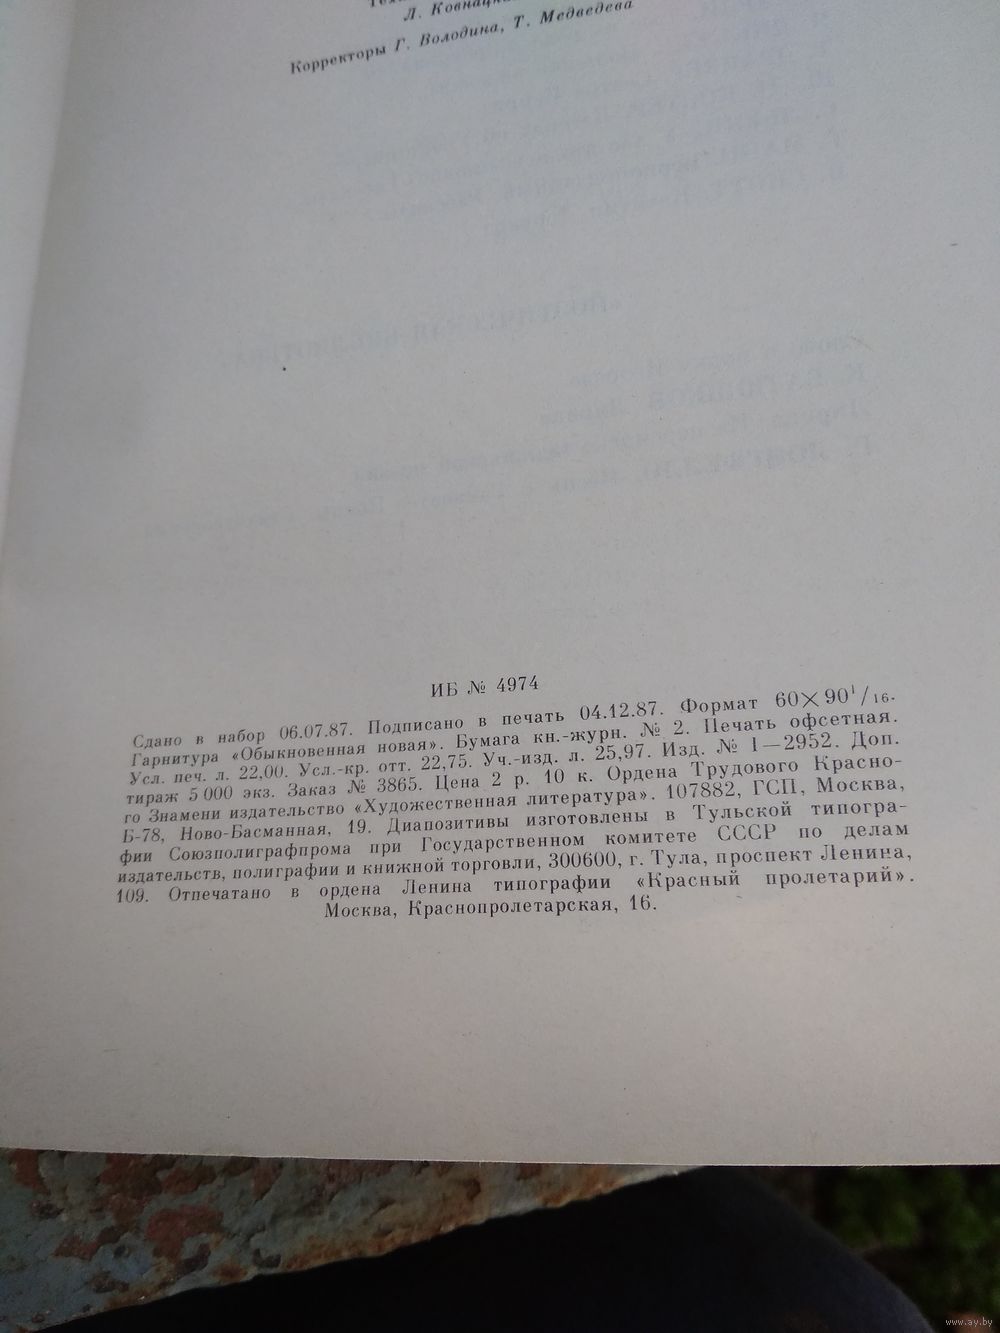 Л. Ковнацк
Корректоры Г. Володина, Т. Медведева
ИБ № 4974
Сдано в набор 06.07.87. Подписано в печать 04.12.87. Формат 60×90¹/₁₆.
Гарнитура «Обыкновенная новая». Бумага кн.-журн. № 2. Печать офсетная.
Усл. печ. л. 22,00. Усл.-кр. отт. 22,75. Уч.-изд. л. 25,97. Изд. № I—2952. Доп.
тираж 5 000 экз. Заказ № 3865. Цена 2 р. 10 к. Ордена Трудового Красно-
го Знамени издательство «Художественная литература». 107882, ГСП, Москва,
Б-78, Ново-Басманная, 19. Диапозитивы изготовлены в Тульской типогра-
фии Союзполиграфпрома при Государственном комитете СССР по делам
издательств, полиграфии и книжной торговли, 300600, г. Тула, проспект Ленина,
109. Отпечатано в ордена Ленина типографии «Красный пролетарий».
Москва, Краснопролетарская, 16.
www.ay.by